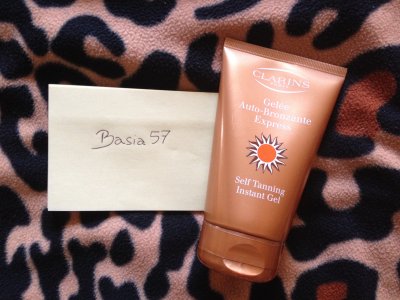 Basia 57
CLARINS
Gelée
Auto-Bronzante
Express
Self Tanning
Instant Gel